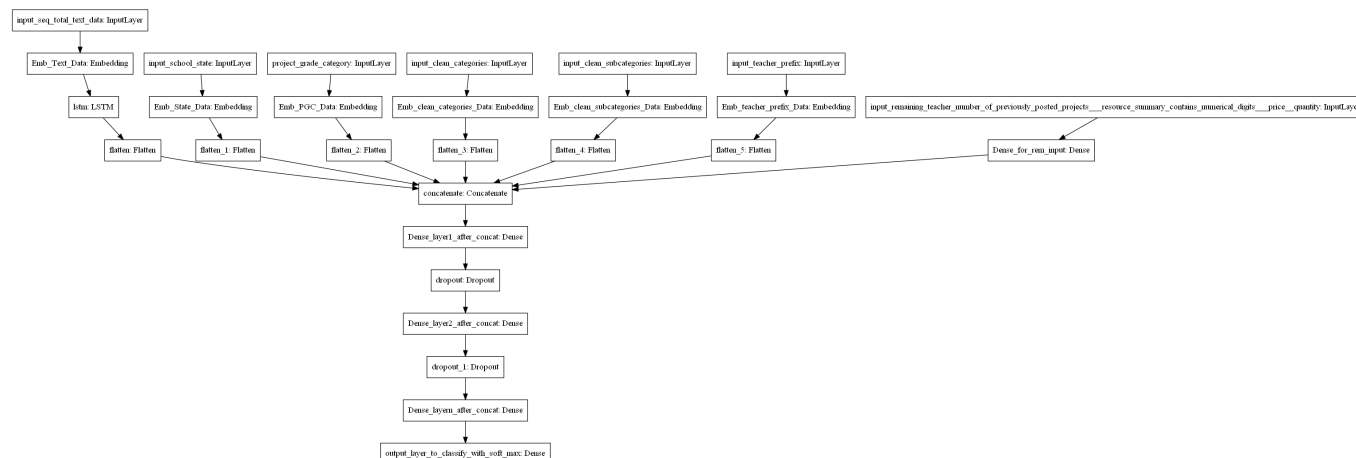 input_seq_total_text_data: InputLayer
Emb_Text_Data: Embedding
input_school_state: InputLayer
project_grade_category: InputLayer
input_clean_categories: InputLayer
input_clean_subcategories: InputLayer
input_teacher_prefix: InputLayer
lstm: LSTM
Emb_State_Data: Embedding
Emb_PGC_Data: Embedding
Emb_clean_categories_Data: Embedding
Emb_clean_subcategories_Data: Embedding
Emb_teacher_prefix_Data: Embedding
input_remaining_teacher_number_of_previously_posted_projects___resource_summary_contains_numerical_digits___price__quantity: InputLaye
flatten: Flatten
flatten_1: Flatten
flatten_2: Flatten
flatten_3: Flatten
flatten_4: Flatten
flatten_5: Flatten
Dense_for_rem_input: Dense
concatenate: Concatenate
Dense_layer1_after_concat: Dense
dropout: Dropout
Dense_layer2_after_concat: Dense
dropout_1: Dropout
Dense_layern_after_concat: Dense
output_layer_to_classify_with_soft_max: Dense